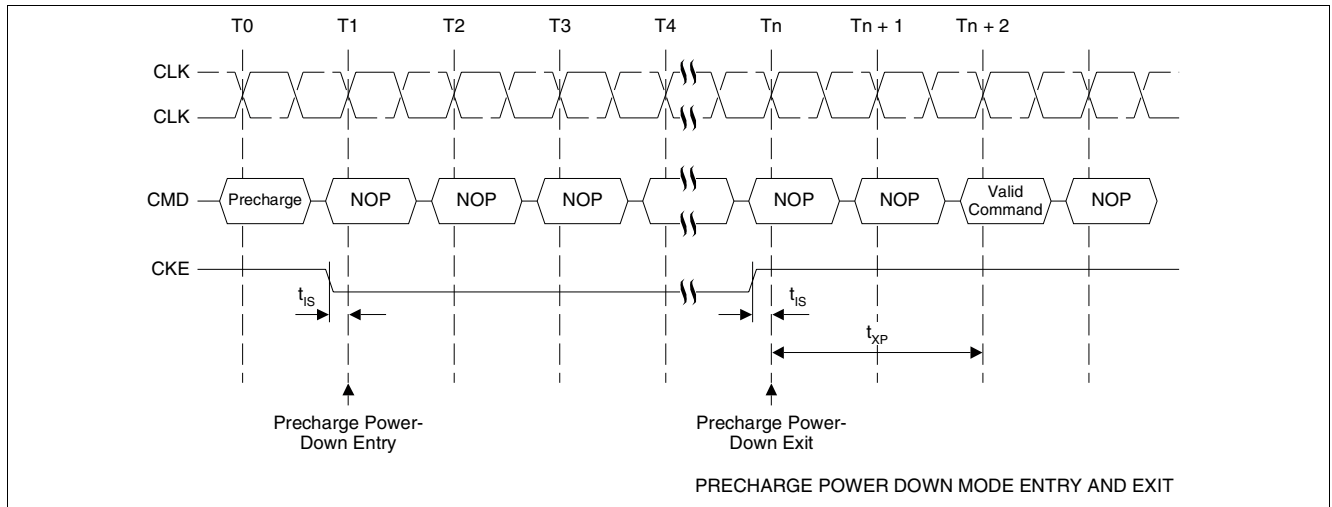 T0 T1 T2 T3 T4 Tn Tn + 1 Tn + 2
CLK
CLK
CMD Precharge NOP NOP NOP NOP NOP Valid NOP
Command
CKE
tIS tIS
tXP
Precharge Power- Precharge Power-
Down Entry Down Exit
PRECHARGE POWER DOWN MODE ENTRY AND EXIT